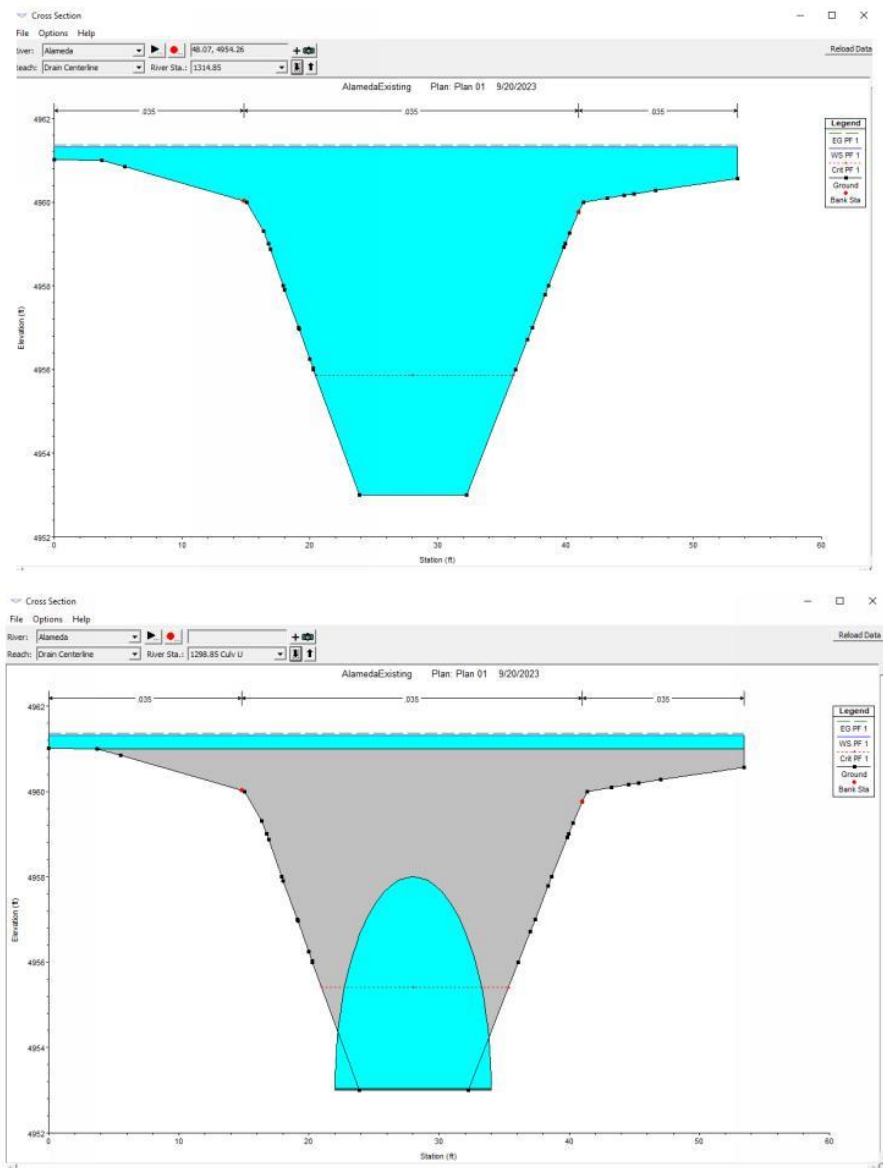 Cross Section
File Options Help
River: Alameda 48.07, 4954.26 Reload Data
Reach: Drain Centerline River Sta.: 1314.85
AlamedaExisting Plan: Plan 01 9/20/2023
.035 .035 .035
Legend
EG PF 1
WS PF 1
Crit PF 1
Ground
Bank Sta
4962
4960
4958
4956
4954
4952
Elevation (ft)
0 10 20 30 40 50 60
Station (ft)
Cross Section
File Options Help
River: Alameda Reload Data
Reach: Drain Centerline River Sta.: 1298.85 Culv U
AlamedaExisting Plan: Plan 01 9/20/2023
.035 .035 .035
Legend
EG PF 1
WS PF 1
Crit PF 1
Ground
Bank Sta
4962
4960
4958
4956
4954
4952
Elevation (ft)
0 10 20 30 40 50 60
Station (ft)